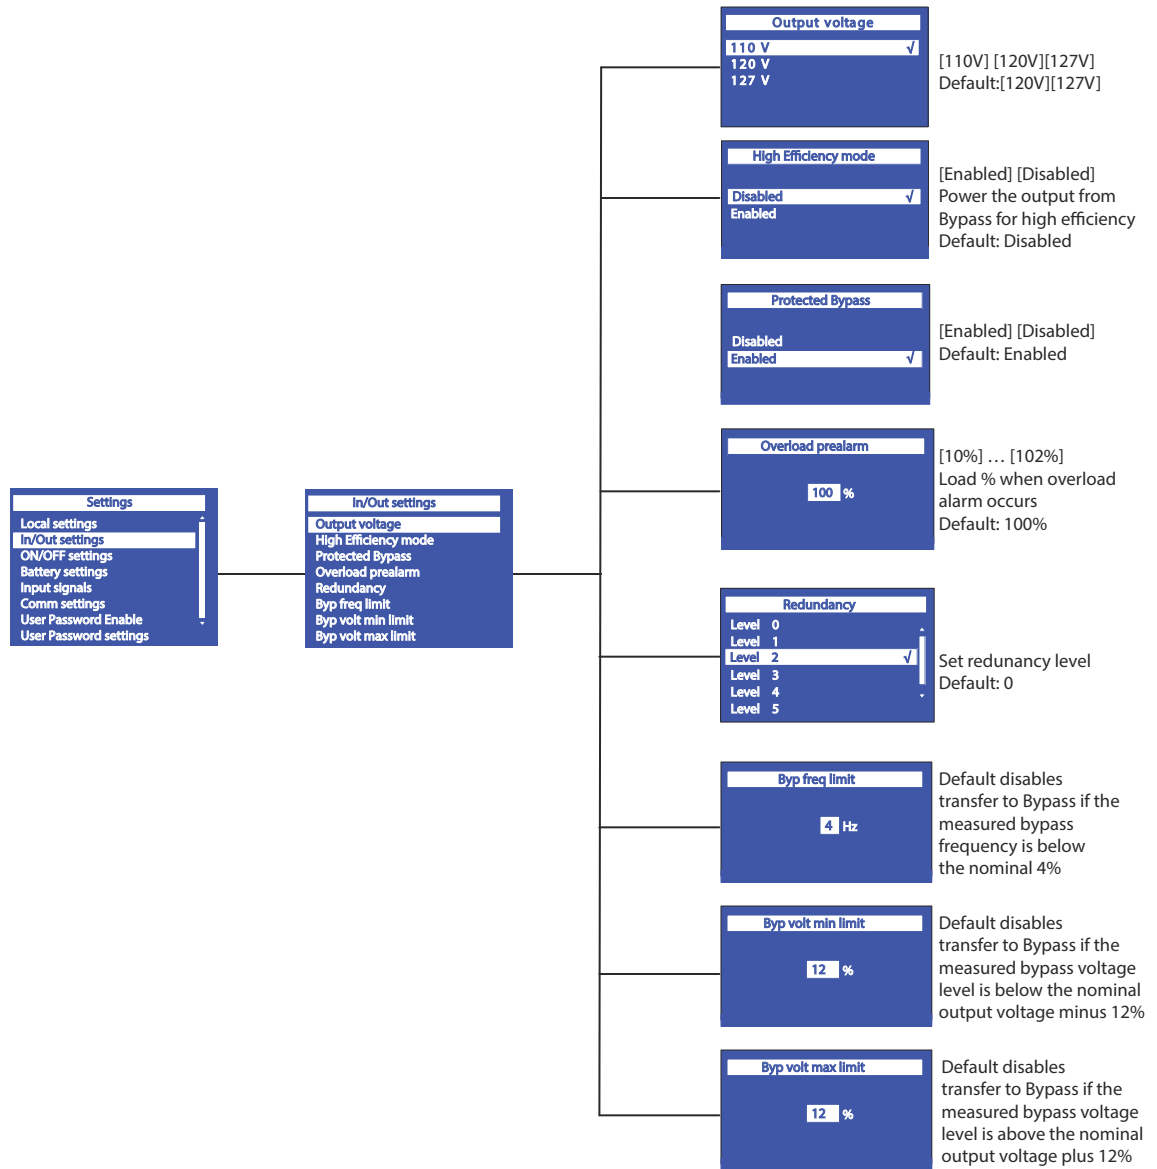 Settings
Local settings
In/Out settings
ON/OFF settings
Battery settings
Input signals
Comm settings
User Password Enable
User Password settings
In/Out settings
Output voltage
High Efficiency mode
Protected Bypass
Overload prealarm
Redundancy
Byp freq limit
Byp volt min limit
Byp volt max limit
Output voltage
110 V √
120 V
127 V
[110V] [120V][127V]
Default:[120V][127V]
High Efficiency mode
Disabled √
Enabled
[Enabled] [Disabled]
Power the output from
Bypass for high efficiency
Default: Disabled
Protected Bypass
Disabled
Enabled √
[Enabled] [Disabled]
Default: Enabled
Overload prealarm
100 %
[10%] … [102%]
Load % when overload
alarm occurs
Default: 100%
Redundancy
Level 0
Level 1
Level 2 √
Level 3
Level 4
Level 5
Set redunancy level
Default: 0
Byp freq limit
4 Hz
Default disables
transfer to Bypass if the
measured bypass
frequency is below
the nominal 4%
Byp volt min limit
12 %
Default disables
transfer to Bypass if the
measured bypass voltage
level is below the nominal
output voltage minus 12%
Byp volt max limit
12 %
Default disables
transfer to Bypass if the
measured bypass voltage
level is above the nominal
output voltage plus 12%